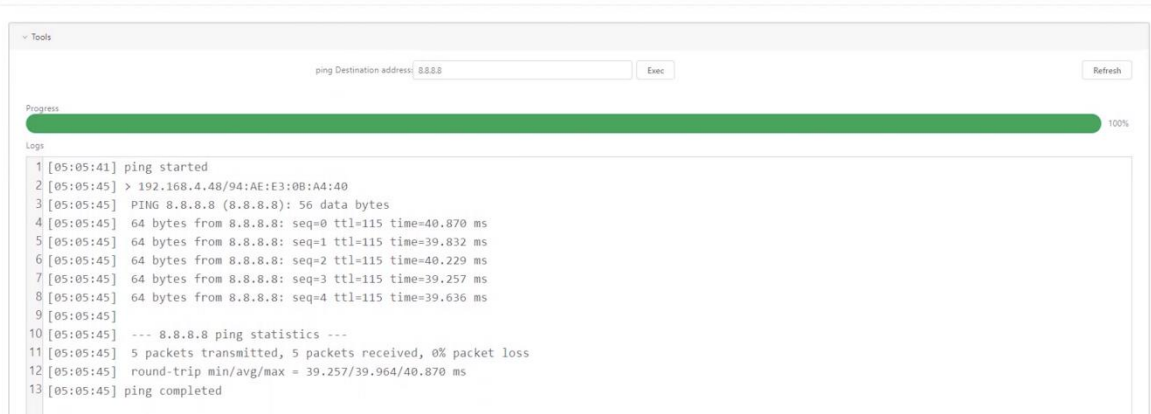 Tools
ping Destination address: 8.8.8.8 Exec Refresh
Progress
100%
Logs
1 [05:05:41] ping started
2 [05:05:45] > 192.168.4.48/94:AE:E3:0B:A4:40
3 [05:05:45] PING 8.8.8.8 (8.8.8.8): 56 data bytes
4 [05:05:45] 64 bytes from 8.8.8.8: seq=0 ttl=115 time=40.870 ms
5 [05:05:45] 64 bytes from 8.8.8.8: seq=1 ttl=115 time=39.832 ms
6 [05:05:45] 64 bytes from 8.8.8.8: seq=2 ttl=115 time=40.229 ms
7 [05:05:45] 64 bytes from 8.8.8.8: seq=3 ttl=115 time=39.257 ms
8 [05:05:45] 64 bytes from 8.8.8.8: seq=4 ttl=115 time=39.636 ms
9 [05:05:45]
10 [05:05:45] --- 8.8.8.8 ping statistics ---
11 [05:05:45] 5 packets transmitted, 5 packets received, 0% packet loss
12 [05:05:45] round-trip min/avg/max = 39.257/39.964/40.870 ms
13 [05:05:45] ping completed